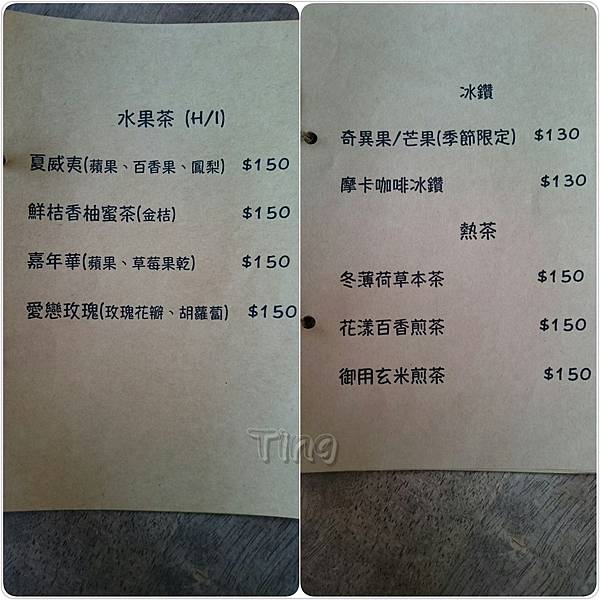 水果茶 (H/I)
夏威夷(蘋果、百香果、鳳梨) $150
鮮桔香柚蜜茶(金桔) $150
嘉年華(蘋果、草莓果乾) $150
愛戀玫瑰(玫瑰花瓣、胡蘿蔔) $150
冰鑽
奇異果/芒果(季節限定) $130
摩卡咖啡冰鑽 $130
熱茶
冬薄荷草本茶 $150
花漾百香煎茶 $150
御用玄米煎茶 $150
Ting